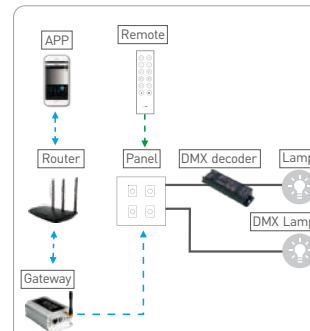 APP
Remote
Router
Panel
DMX decoder
Lamp
DMX Lamp
Gateway